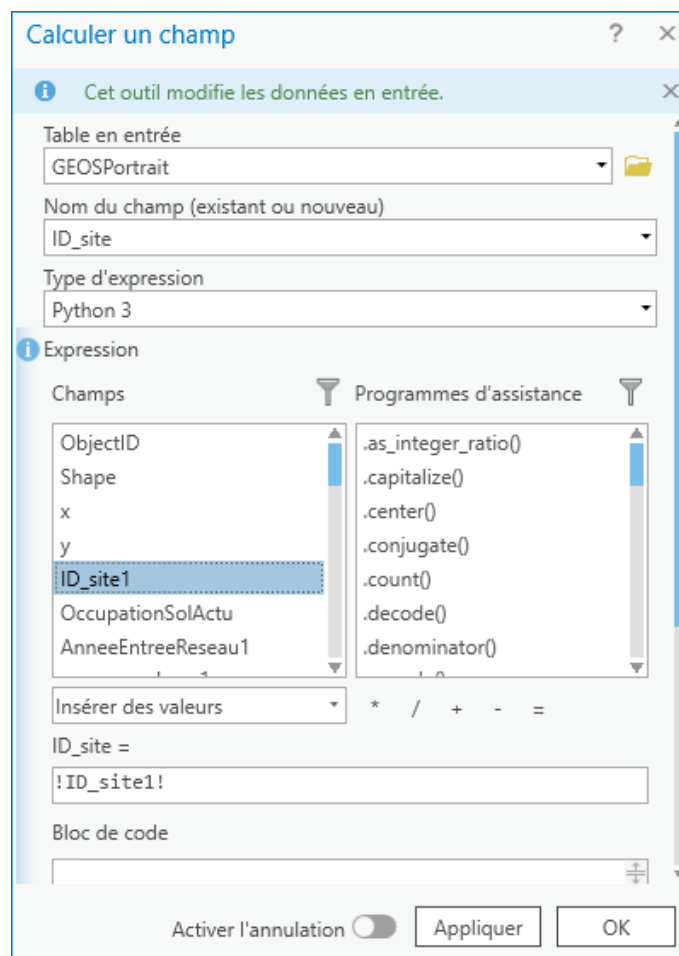 Calculer un champ ? ×
Cet outil modifie les données en entrée. ×
Table en entrée
GEOSPortrait
Nom du champ (existant ou nouveau)
ID_site
Type d'expression
Python 3
Expression
Champs Programmes d'assistance
ObjectID .as_integer_ratio()
Shape .capitalize()
x .center()
y .conjugate()
ID_site1 .count()
OccupationSolActu .decode()
AnneeEntreeReseau1 .denominator()
Insérer des valeurs * / + - =
ID_site =
!ID_site1!
Bloc de code
Activer l'annulation Appliquer OK